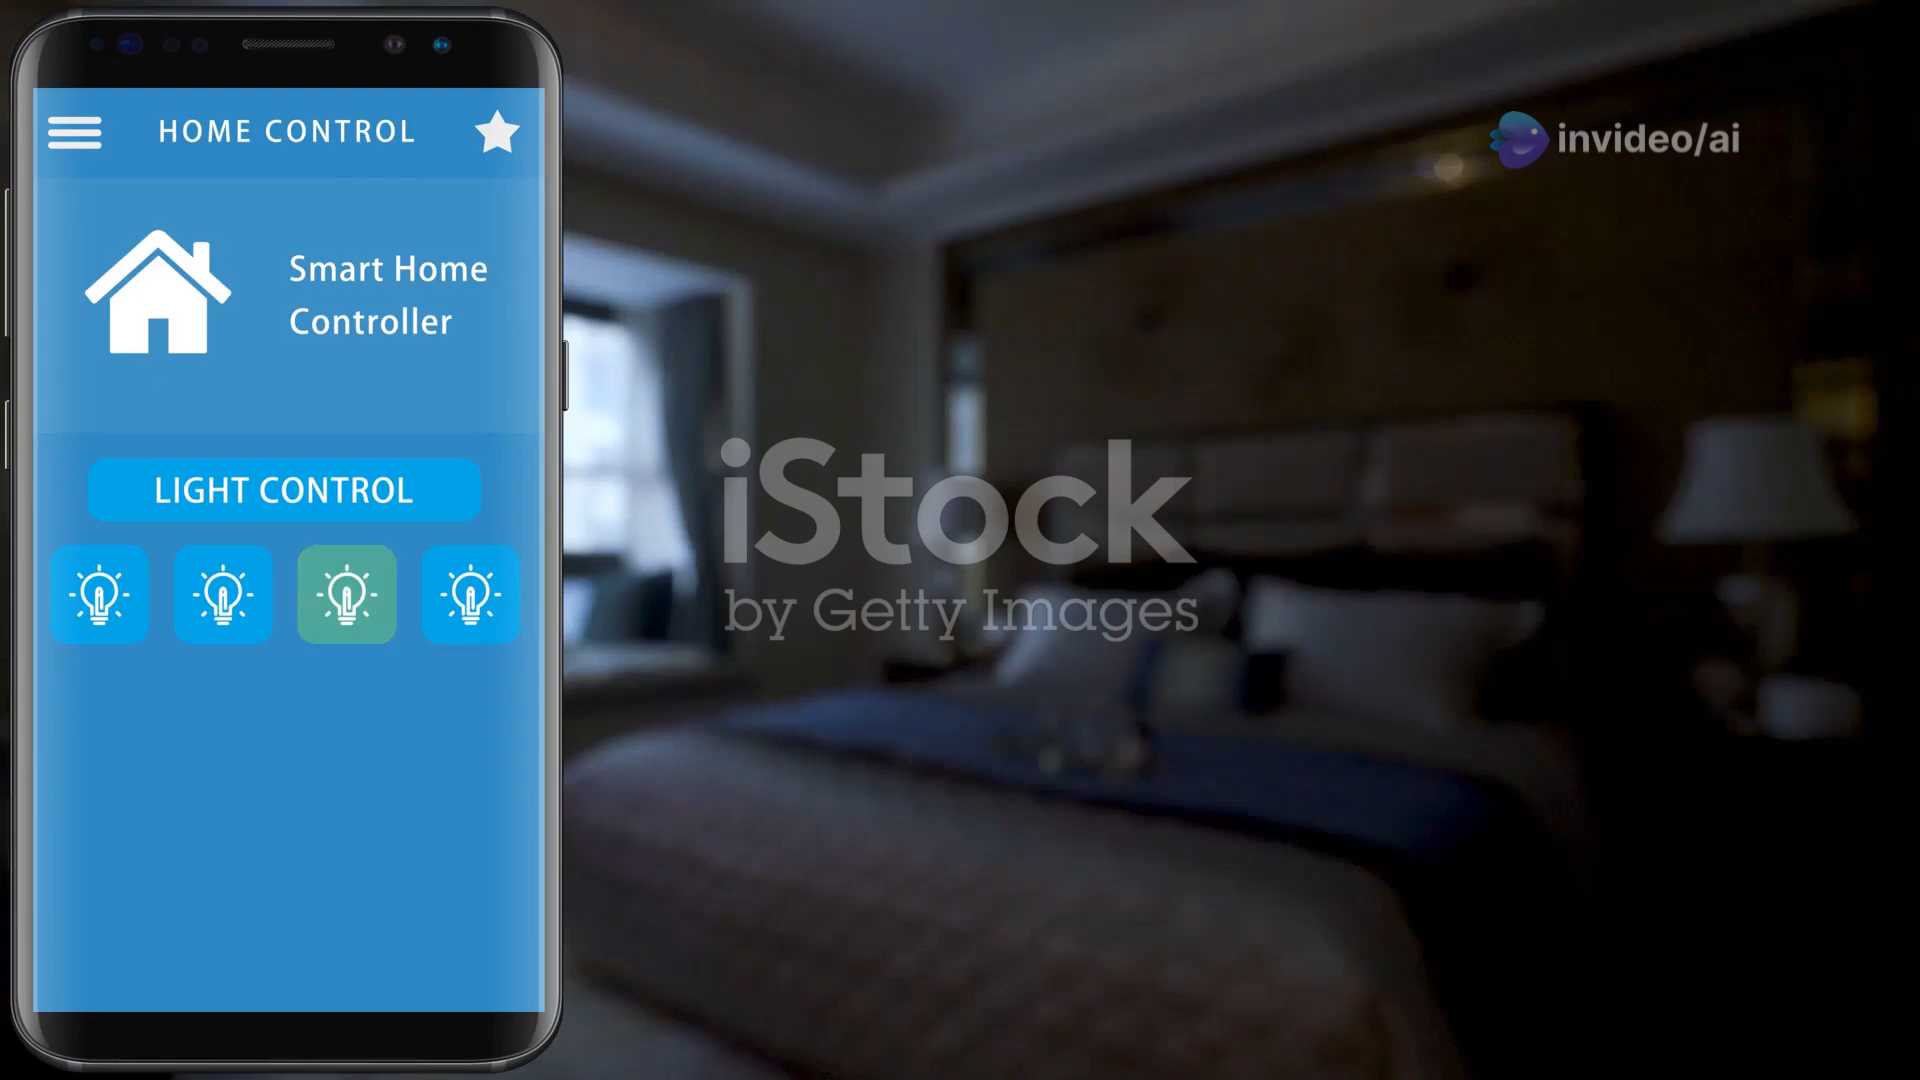 HOME CONTROL
invideo/ai
Smart Home
Controller
LIGHT CONTROL
iStock
by Getty Images